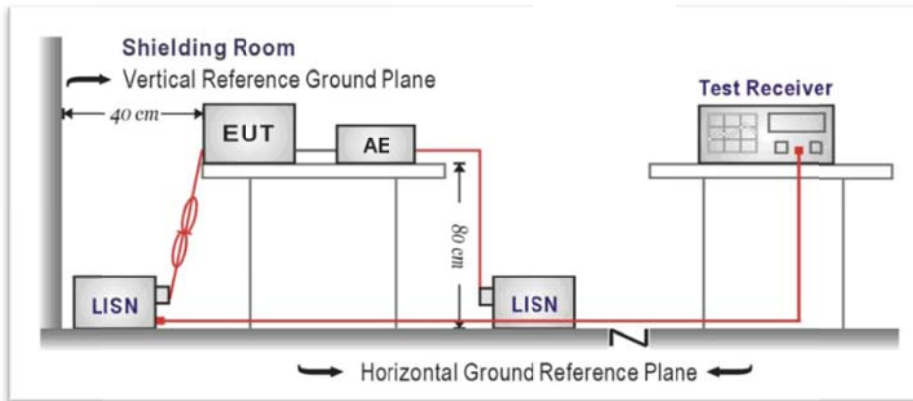 Shielding Room
Vertical Reference Ground Plane
40 cm
EUT
AE
Test Receiver
80 cm
LISN
LISN
Horizontal Ground Reference Plane